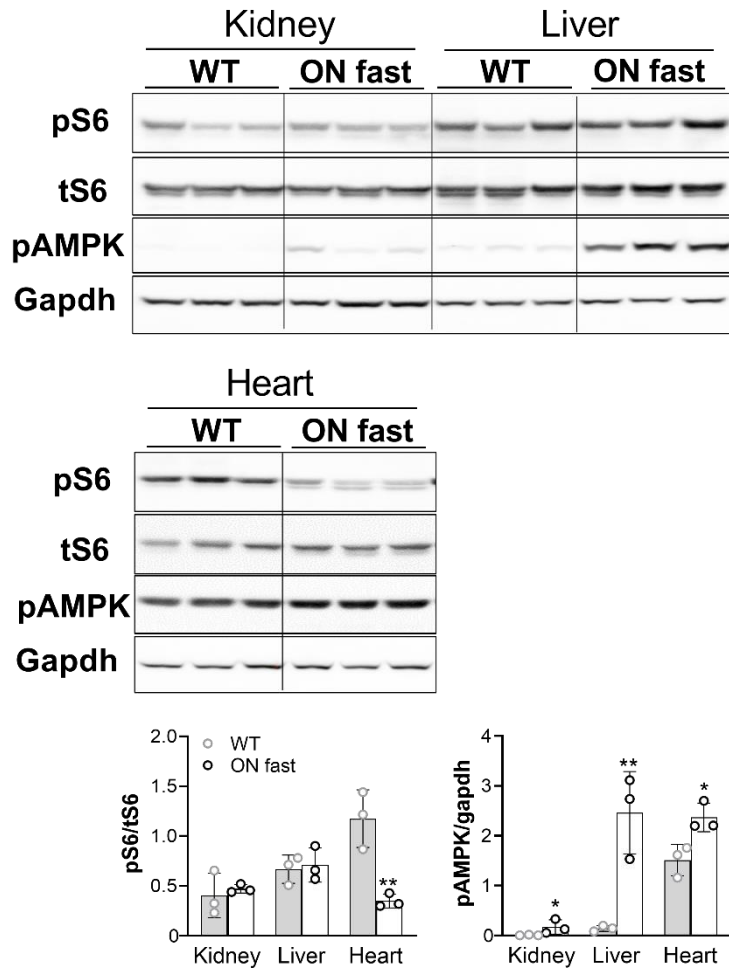 Kidney Liver
WT ON fast WT ON fast
pS6
tS6
pAMPK
Gapdh
Heart
WT ON fast
pS6
tS6
pAMPK
Gapdh
pS6/tS6
2.0
1.5
1.0
0.5
0
WT
ON fast
**
Kidney Liver Heart
pAMPK/gapdh
4
3
2
1
0
*
**
*
Kidney Liver Heart